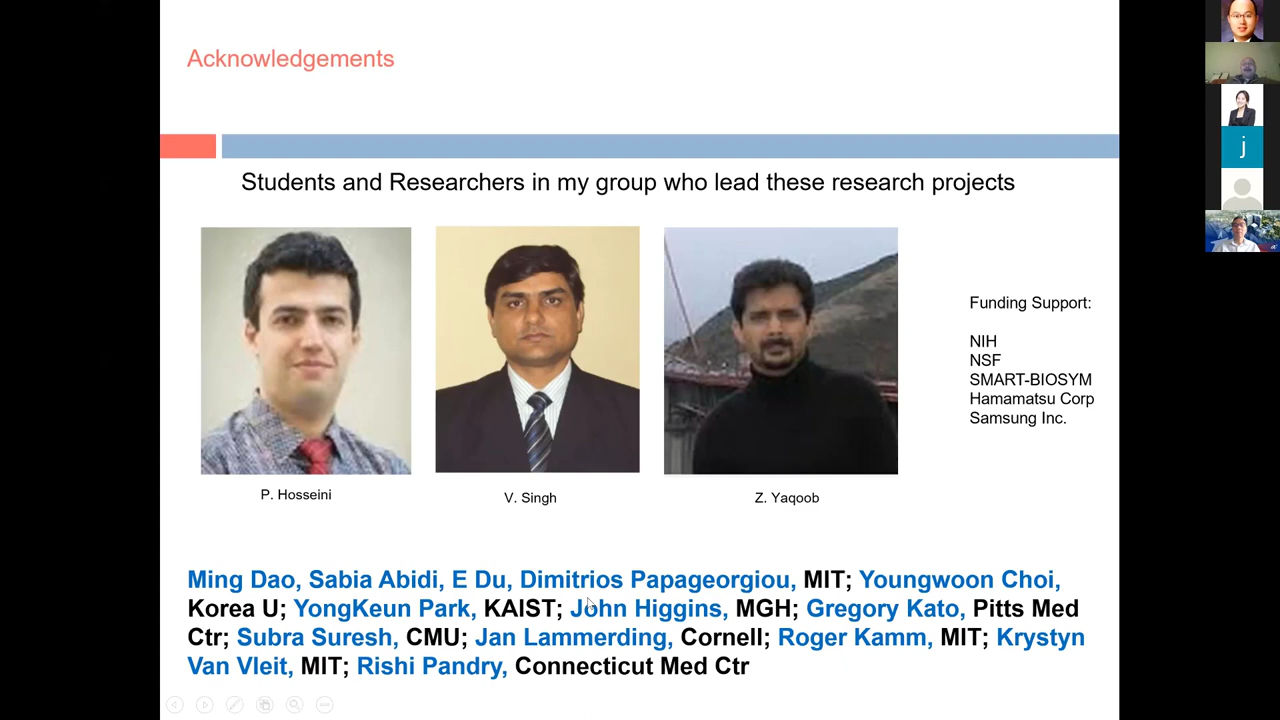 Acknowledgements
Students and Researchers in my group who lead these research projects
Funding Support:
NIH
NSF
SMART-BIOSYM
Hamamatsu Corp
Samsung Inc.
P. Hosseini
V. Singh
Z. Yaqoob
Ming Dao, Sabia Abidi, E Du, Dimitrios Papageorgiou, MIT; Youngwoon Choi,
Korea U; YongKeun Park, KAIST; John Higgins, MGH; Gregory Kato, Pitts Med
Ctr; Subra Suresh, CMU; Jan Lammerding, Cornell; Roger Kamm, MIT; Krystyn
Van Vleit, MIT; Rishi Pandry, Connecticut Med Ctr
j